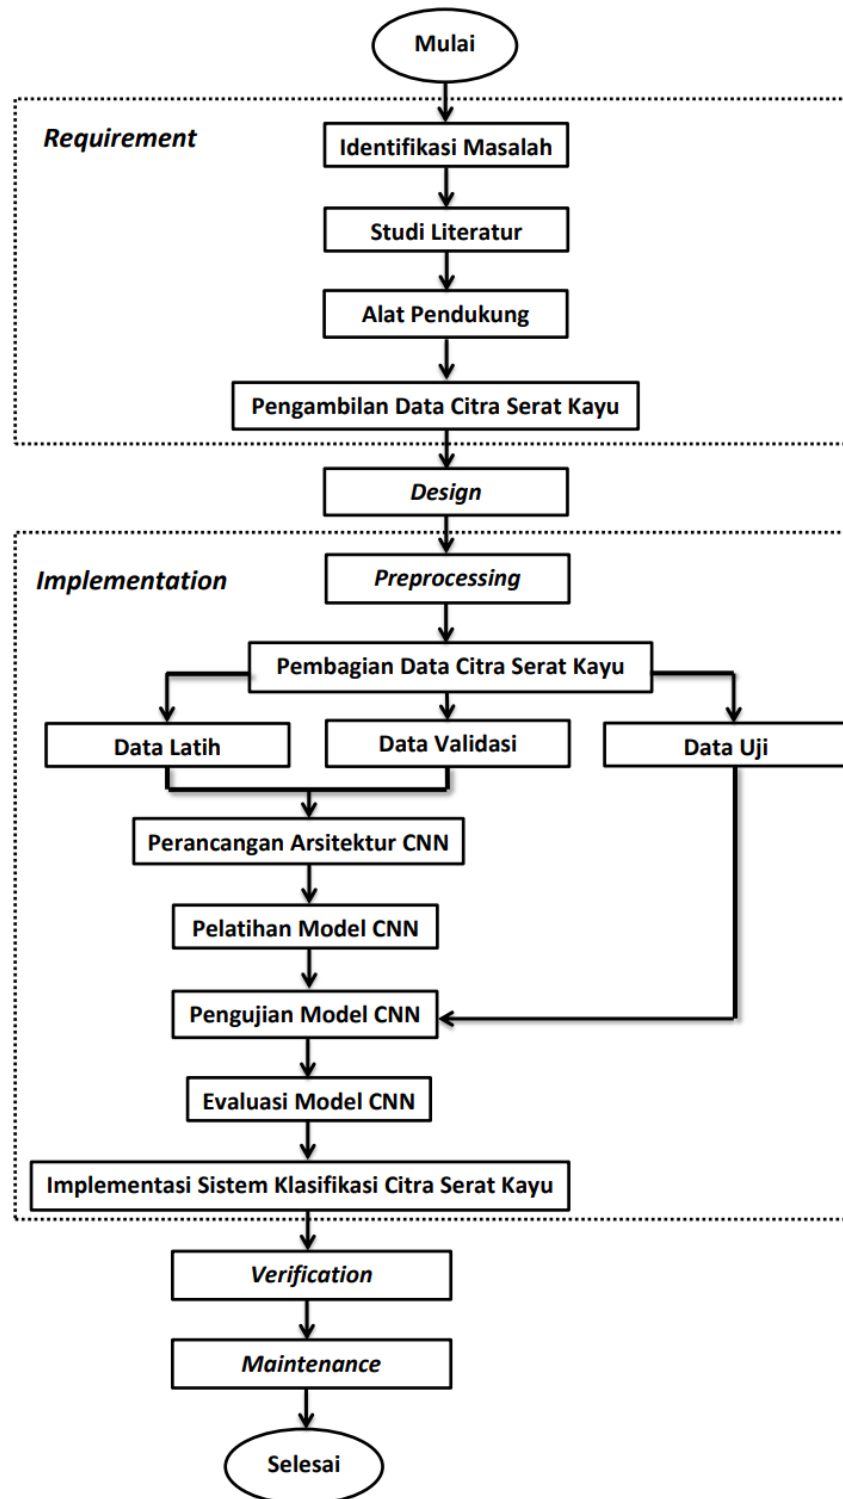 Mulai
Requirement
Identifikasi Masalah
Studi Literatur
Alat Pendukung
Pengambilan Data Citra Serat Kayu
Design
Implementation
Preprocessing
Pembagian Data Citra Serat Kayu
Data Latih
Data Validasi
Data Uji
Perancangan Arsitektur CNN
Pelatihan Model CNN
Pengujian Model CNN
Evaluasi Model CNN
Implementasi Sistem Klasifikasi Citra Serat Kayu
Verification
Maintenance
Selesai